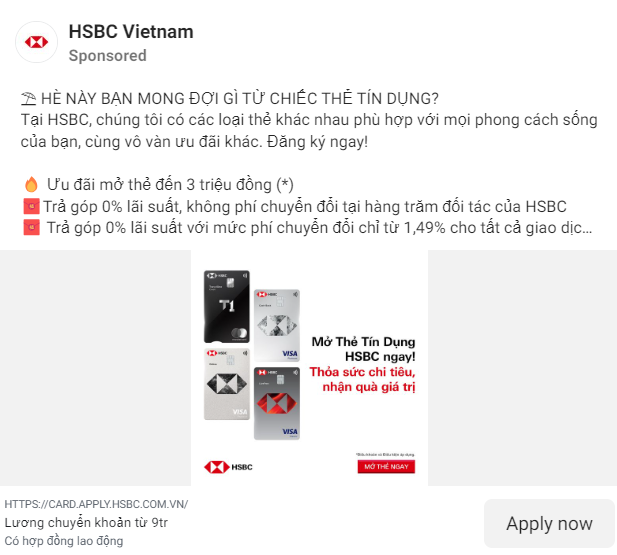 HSBC Vietnam
Sponsored
⛱ HÈ NÀY BẠN MONG ĐỢI GÌ TỪ CHIẾC THẺ TÍN DỤNG?
Tại HSBC, chúng tôi có các loại thẻ khác nhau phù hợp với mọi phong cách sống
của bạn, cùng vô vàn ưu đãi khác. Đăng ký ngay!
🔥 Ưu đãi mở thẻ đến 3 triệu đồng (*)
🧧 Trả góp 0% lãi suất, không phí chuyển đổi tại hàng trăm đối tác của HSBC
🧧 Trả góp 0% lãi suất với mức phí chuyển đổi chỉ từ 1,49% cho tất cả giao dịc...
HSBC
T1
HSBC
VISA
HSBC
VISA
HSBC
VISA
Mở Thẻ Tín Dụng
HSBC ngay!
Thỏa sức chi tiêu,
nhận quà giá trị
HSBC
MỞ THẺ NGAY
HTTPS://CARD.APPLY.HSBC.COM.VN/
Lương chuyển khoản từ 9tr
Có hợp đồng lao động
Apply now